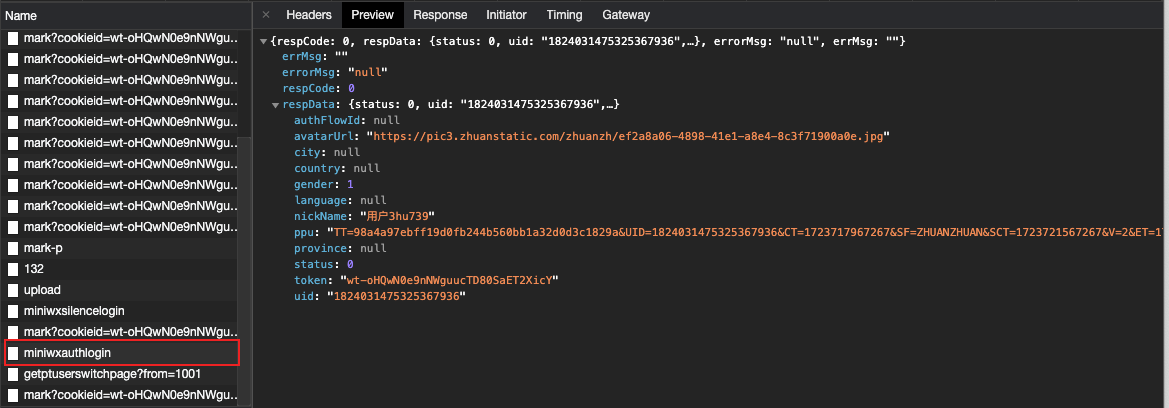 Name
mark?cookieid=wt-oHQwN0e9nNWgu...
mark?cookieid=wt-oHQwN0e9nNWgu...
mark?cookieid=wt-oHQwN0e9nNWgu...
mark?cookieid=wt-oHQwN0e9nNWgu...
mark?cookieid=wt-oHQwN0e9nNWgu...
mark?cookieid=wt-oHQwN0e9nNWgu...
mark?cookieid=wt-oHQwN0e9nNWgu...
mark?cookieid=wt-oHQwN0e9nNWgu...
mark?cookieid=wt-oHQwN0e9nNWgu...
mark?cookieid=wt-oHQwN0e9nNWgu...
mark-p
132
upload
miniwxsilencelogin
mark?cookieid=wt-oHQwN0e9nNWgu...
miniwxauthlogin
getptuserswitchpage?from=1001
mark?cookieid=wt-oHQwN0e9nNWgu...
× Headers Preview Response Initiator Timing Gateway
▼{respCode: 0, respData: {status: 0, uid: "1824031475325367936",…}, errorMsg: "null", errMsg: ""}
errMsg: ""
errorMsg: "null"
respCode: 0
▼respData: {status: 0, uid: "1824031475325367936",…}
authFlowId: null
avatarUrl: "https://pic3.zhuanstatic.com/zhuanzh/ef2a8a06-4898-41e1-a8e4-8c3f71900a0e.jpg"
city: null
country: null
gender: 1
language: null
nickName: "用户3hu739"
ppu: "TT=98a4a97ebff19d0fb244b560bb1a32d0d3c1829a&UID=1824031475325367936&CT=1723717967267&SF=ZHUANZHUAN&SCT=1723721567267&V=2&ET=17
province: null
status: 0
token: "wt-oHQwN0e9nNWguucTD80SaET2XicY"
uid: "1824031475325367936"